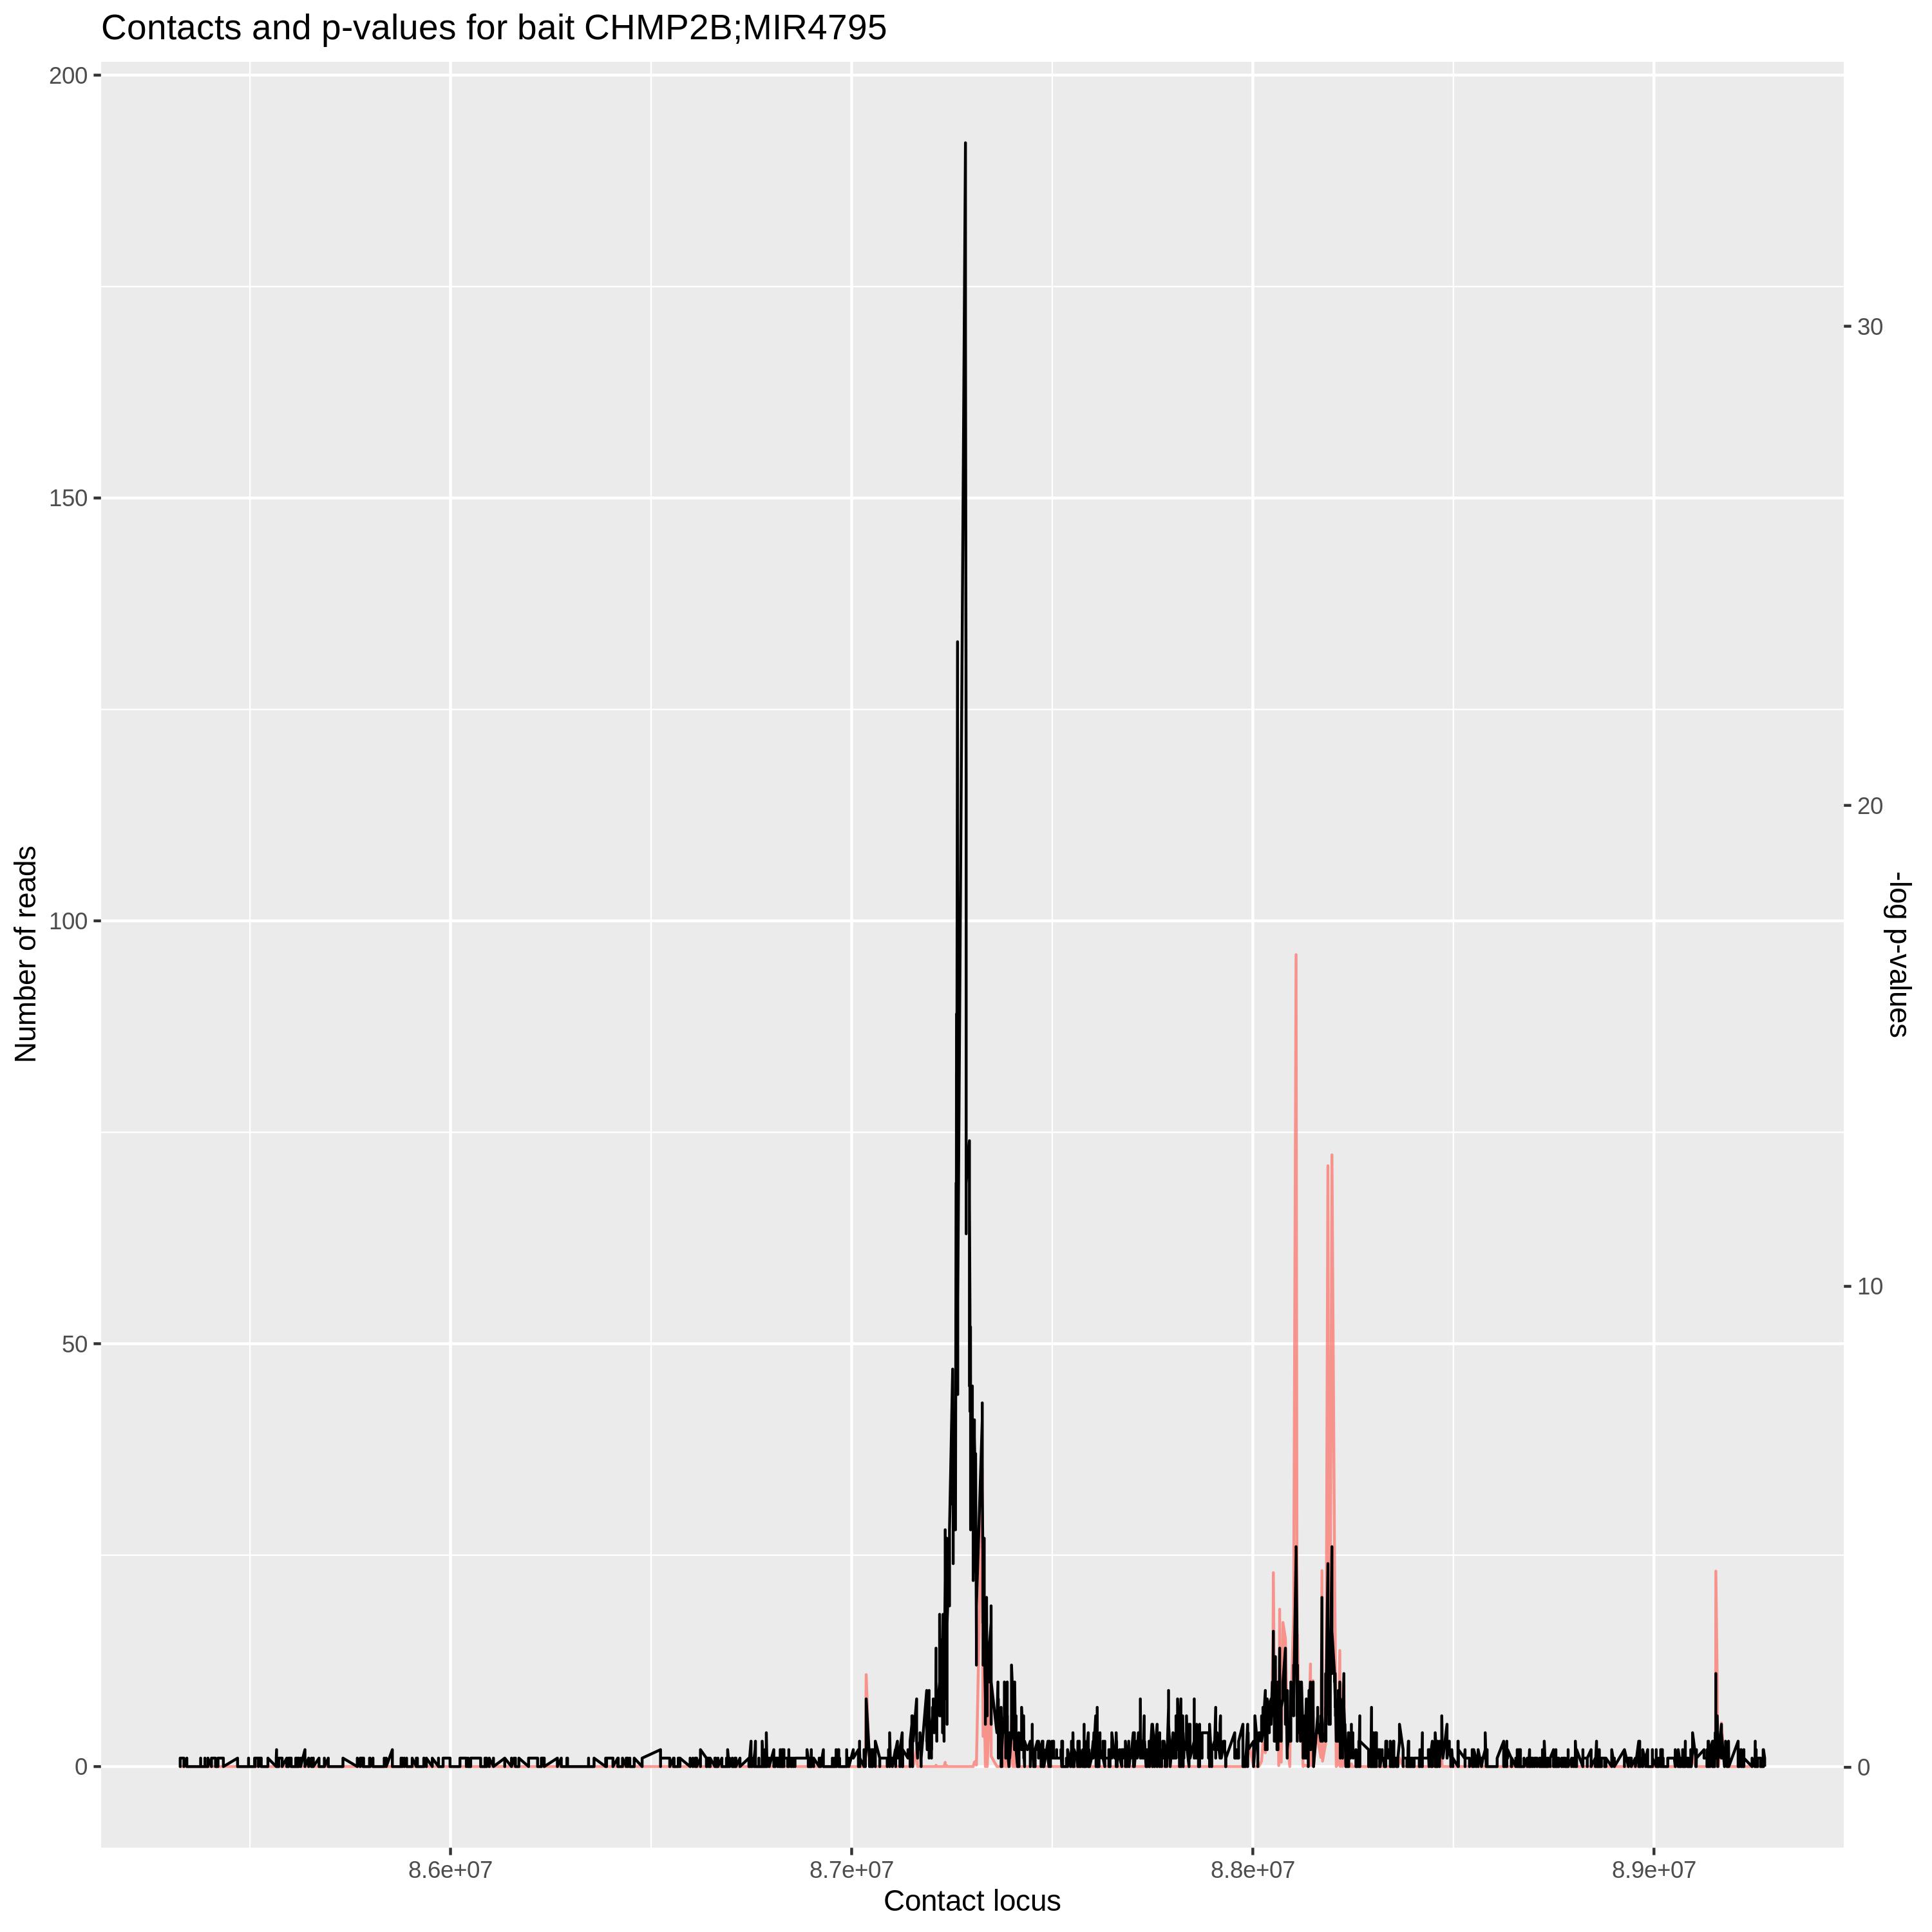 Contacts and p-values for bait CHMP2B;MIR4795
200
150
100
50
0
Number of reads
30
20
10
0
-log p-values
8.6e+07
8.7e+07
8.8e+07
8.9e+07
Contact locus